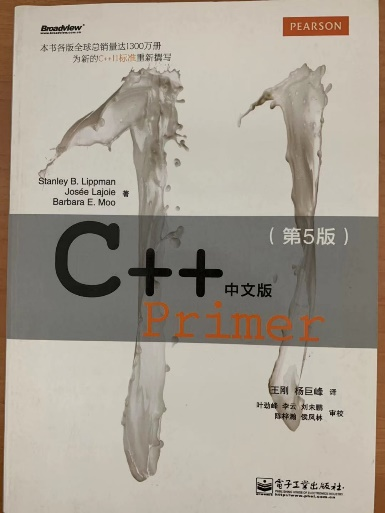 Broadview®
PEARSON
本书各版全球总销量达1300万册
为新的C++11标准重新撰写
Stanley B. Lippman
Josée Lajoie 著
Barbara E. Moo
(第5版)
C++ 中文版
Primer
王刚 杨巨峰 译
叶劲峰 李云 刘未鹏
陈梓瀚 侯凤林 审校
电子工业出版社